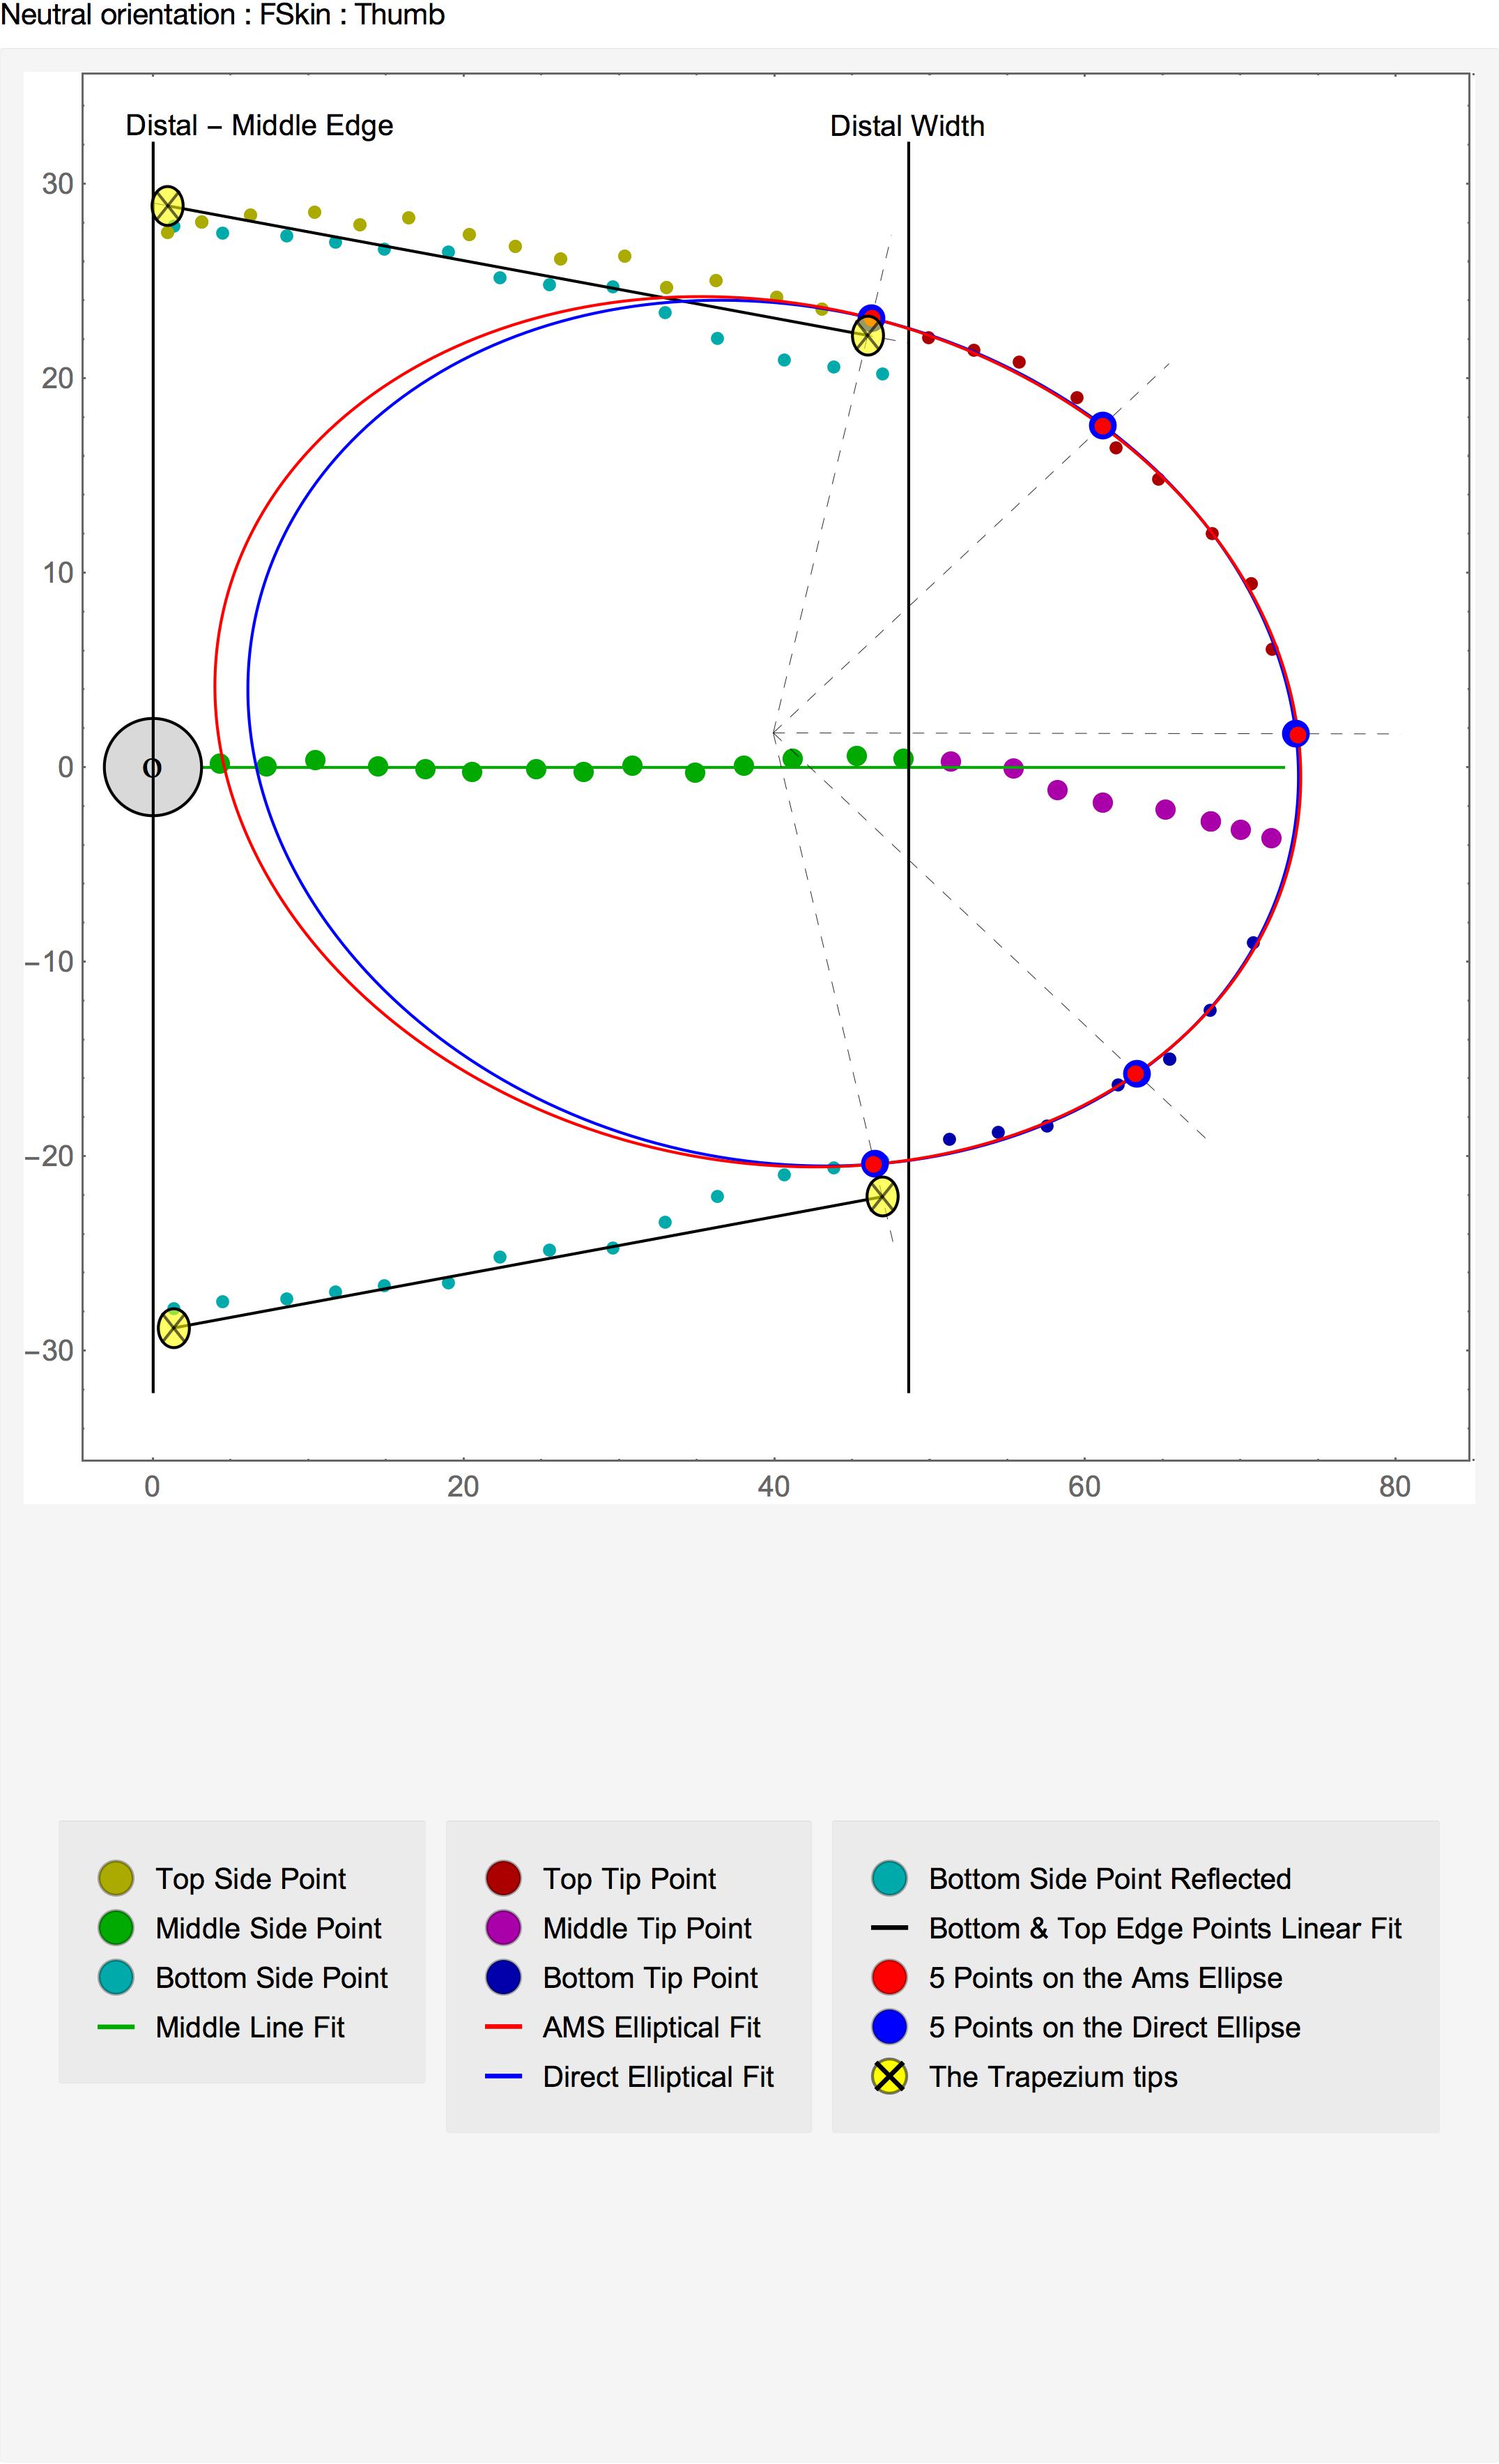 Neutral orientation : FSkin : Thumb
Distal – Middle Edge
Distal Width
30
20
10
0
O
−10
−20
−30
0 20 40 60 80
Top Side Point
Middle Side Point
Bottom Side Point
Middle Line Fit
Top Tip Point
Middle Tip Point
Bottom Tip Point
AMS Elliptical Fit
Direct Elliptical Fit
Bottom Side Point Reflected
Bottom & Top Edge Points Linear Fit
5 Points on the Ams Ellipse
5 Points on the Direct Ellipse
The Trapezium tips